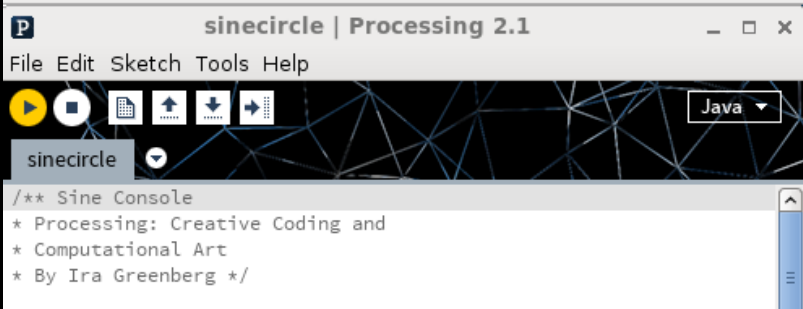 P sinecircle | Processing 2.1
File Edit Sketch Tools Help
Java
sinecircle
/** Sine Console
* Processing: Creative Coding and
* Computational Art
* By Ira Greenberg */